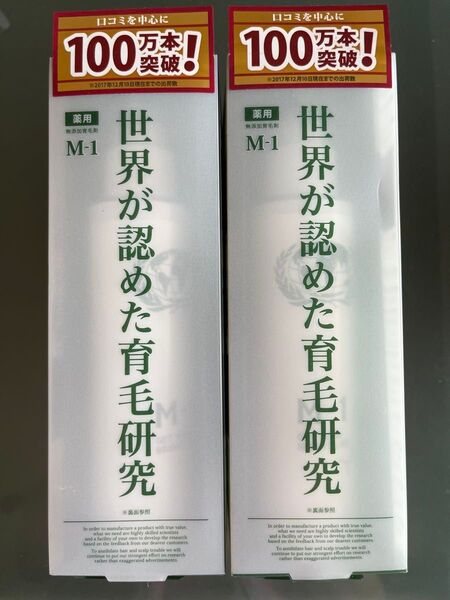 口コミを中心に
100万本突破!
※2017年12月10日現在までの出荷数
薬用
無添加育毛剤
M-1
世界が認めた育毛研究
※裏面参照
In order to manufacture a product with true value,
what we need are highly skilled scientists
and a facility of your own to develop the research
based on the feedback from our dearest customers.
To annihilate hair and scalp trouble we will
continue to put our strongest efforts on research
rather than exaggerated advertisements.
口コミを中心に
100万本突破!
※2017年12月10日現在までの出荷数
薬用
無添加育毛剤
M-1
世界が認めた育毛研究
※裏面参照
In order to manufacture a product with true value,
what we need are highly skilled scientists
and a facility of your own to develop the research
based on the feedback from our dearest customers.
To annihilate hair and scalp trouble we will
continue to put our strongest efforts on research
rather than exaggerated advertisements.